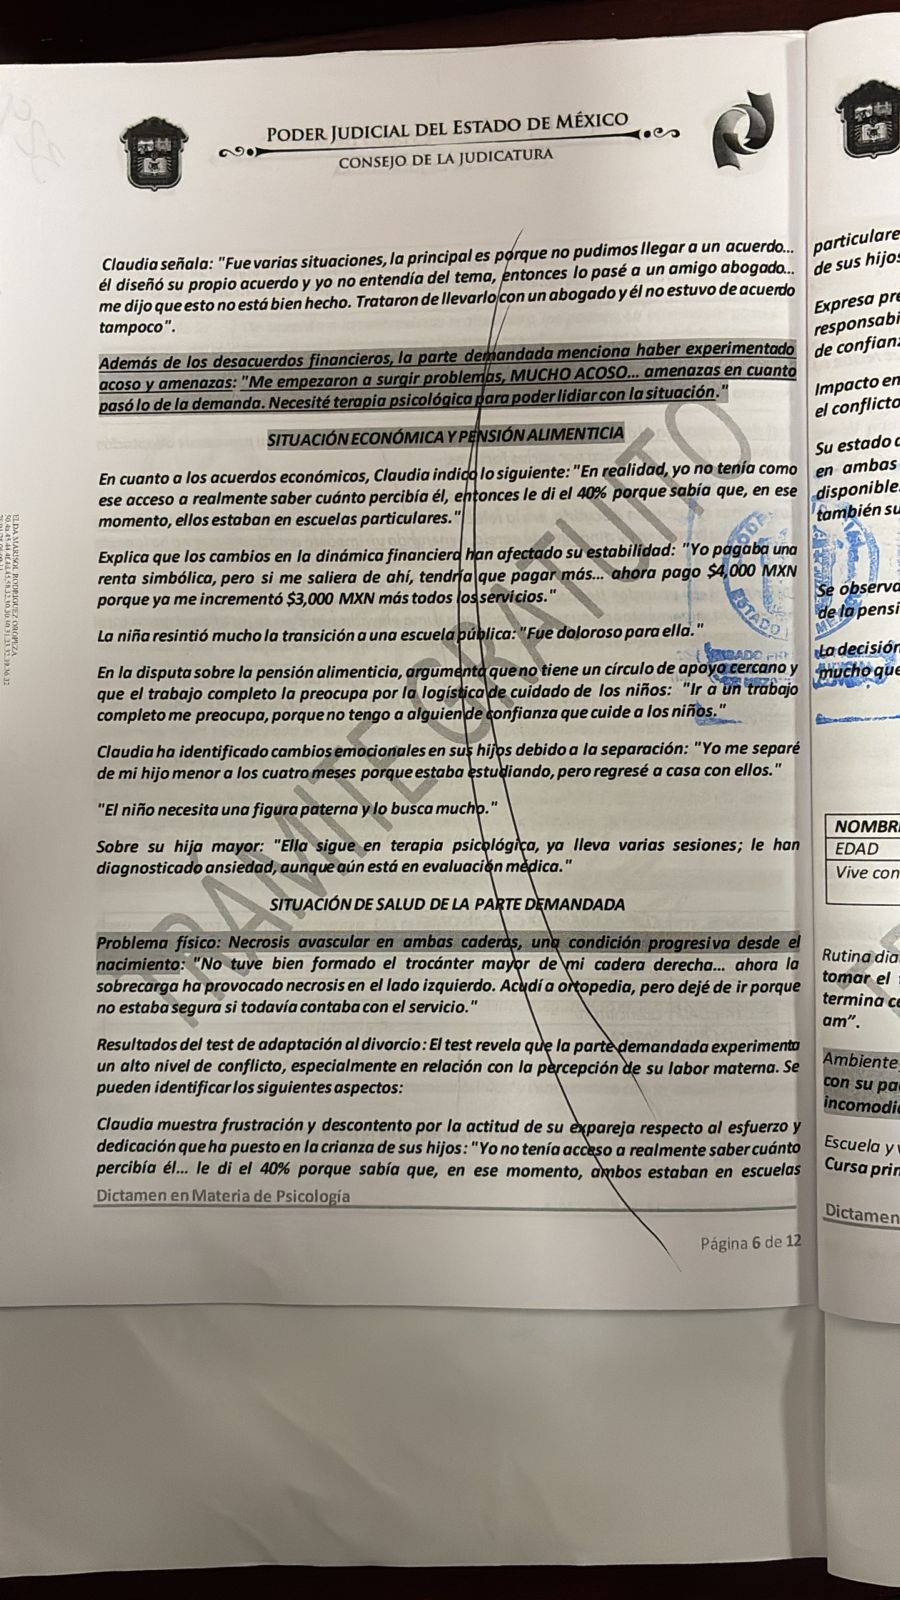 PODER JUDICIAL DEL ESTADO DE MÉXICO
CONSEJO DE LA JUDICATURA
Claudia señala: "Fue varias situaciones, la principal es porque no pudimos llegar a un acuerdo...
él diseñó su propio acuerdo y yo no entendía del tema, entonces lo pasé a un amigo abogado...
me dijo que esto no está bien hecho. Trataron de llevarlo con un abogado y él no estuvo de acuerdo
tampoco".
Además de los desacuerdos financieros, la parte demandada menciona haber experimentado
acoso y amenazas: "Me empezaron a surgir problemas, MUCHO ACOSO... amenazas en cuanto
pasó lo de la demanda. Necesité terapia psicológica para poder lidiar con la situación."
SITUACIÓN ECONÓMICA Y PENSIÓN ALIMENTICIA
En cuanto a los acuerdos económicos, Claudia indicó lo siguiente: "En realidad, yo no tenía como
ese acceso a realmente saber cuánto percibía él, entonces le di el 40% porque sabía que, en ese
momento, ellos estaban en escuelas particulares."
Explica que los cambios en la dinámica financiera han afectado su estabilidad: "Yo pagaba una
renta simbólica, pero si me saliera de ahí, tendría que pagar más... ahora pago $4,000 MXN
porque ya me incrementó $3,000 MXN más todos los servicios."
La niña resintió mucho la transición a una escuela pública: "Fue doloroso para ella."
En la disputa sobre la pensión alimenticia, argumenta que no tiene un círculo de apoyo cercano y
que el trabajo completo la preocupa por la logística de cuidado de los niños: "Ir a un trabajo
completo me preocupa, porque no tengo a alguien de confianza que cuide a los niños."
Claudia ha identificado cambios emocionales en sus hijos debido a la separación: "Yo me separé
de mi hijo menor a los cuatro meses porque estaba estudiando, pero regresé a casa con ellos."
"El niño necesita una figura paterna y lo busca mucho."
Sobre su hija mayor: "Ella sigue en terapia psicológica, ya lleva varias sesiones; le han
diagnosticado ansiedad, aunque aún está en evaluación médica."
SITUACIÓN DE SALUD DE LA PARTE DEMANDADA
Problema físico: Necrosis avascular en ambas caderas, una condición progresiva desde el
nacimiento: "No tuve bien formado el trocánter mayor de mi cadera derecha... ahora la
sobrecarga ha provocado necrosis en el lado izquierdo. Acudí a ortopedia, pero dejé de ir porque
no estaba segura si todavía contaba con el servicio."
Resultados del test de adaptación al divorcio: El test revela que la parte demandada experimenta
un alto nivel de conflicto, especialmente en relación con la percepción de su labor materna. Se
pueden identificar los siguientes aspectos:
Claudia muestra frustración y descontento por la actitud de su expareja respecto al esfuerzo y
dedicación que ha puesto en la crianza de sus hijos: "Yo no tenía acceso a realmente saber cuánto
percibía él... le di el 40% porque sabía que, en ese momento, ambos estaban en escuelas
Dictamen en Materia de Psicología
Página 6 de 12
TRÁMITE GRATUITO
ELDA MARISOL RODRIGUEZ OROPEZA
particulare
de sus hijos
Expresa pre
responsabi
de confian
Impacto en
el conflicto
Su estado
en ambas
disponible
también su
Se observa
de la pensi
La decisión
mucho que
NOMBR
EDAD
Vive con
Rutina dia
tomar el
termina ce
am".
Ambiente
con su pa
incomodi
Escuela y
Cursa prin
Dictamen